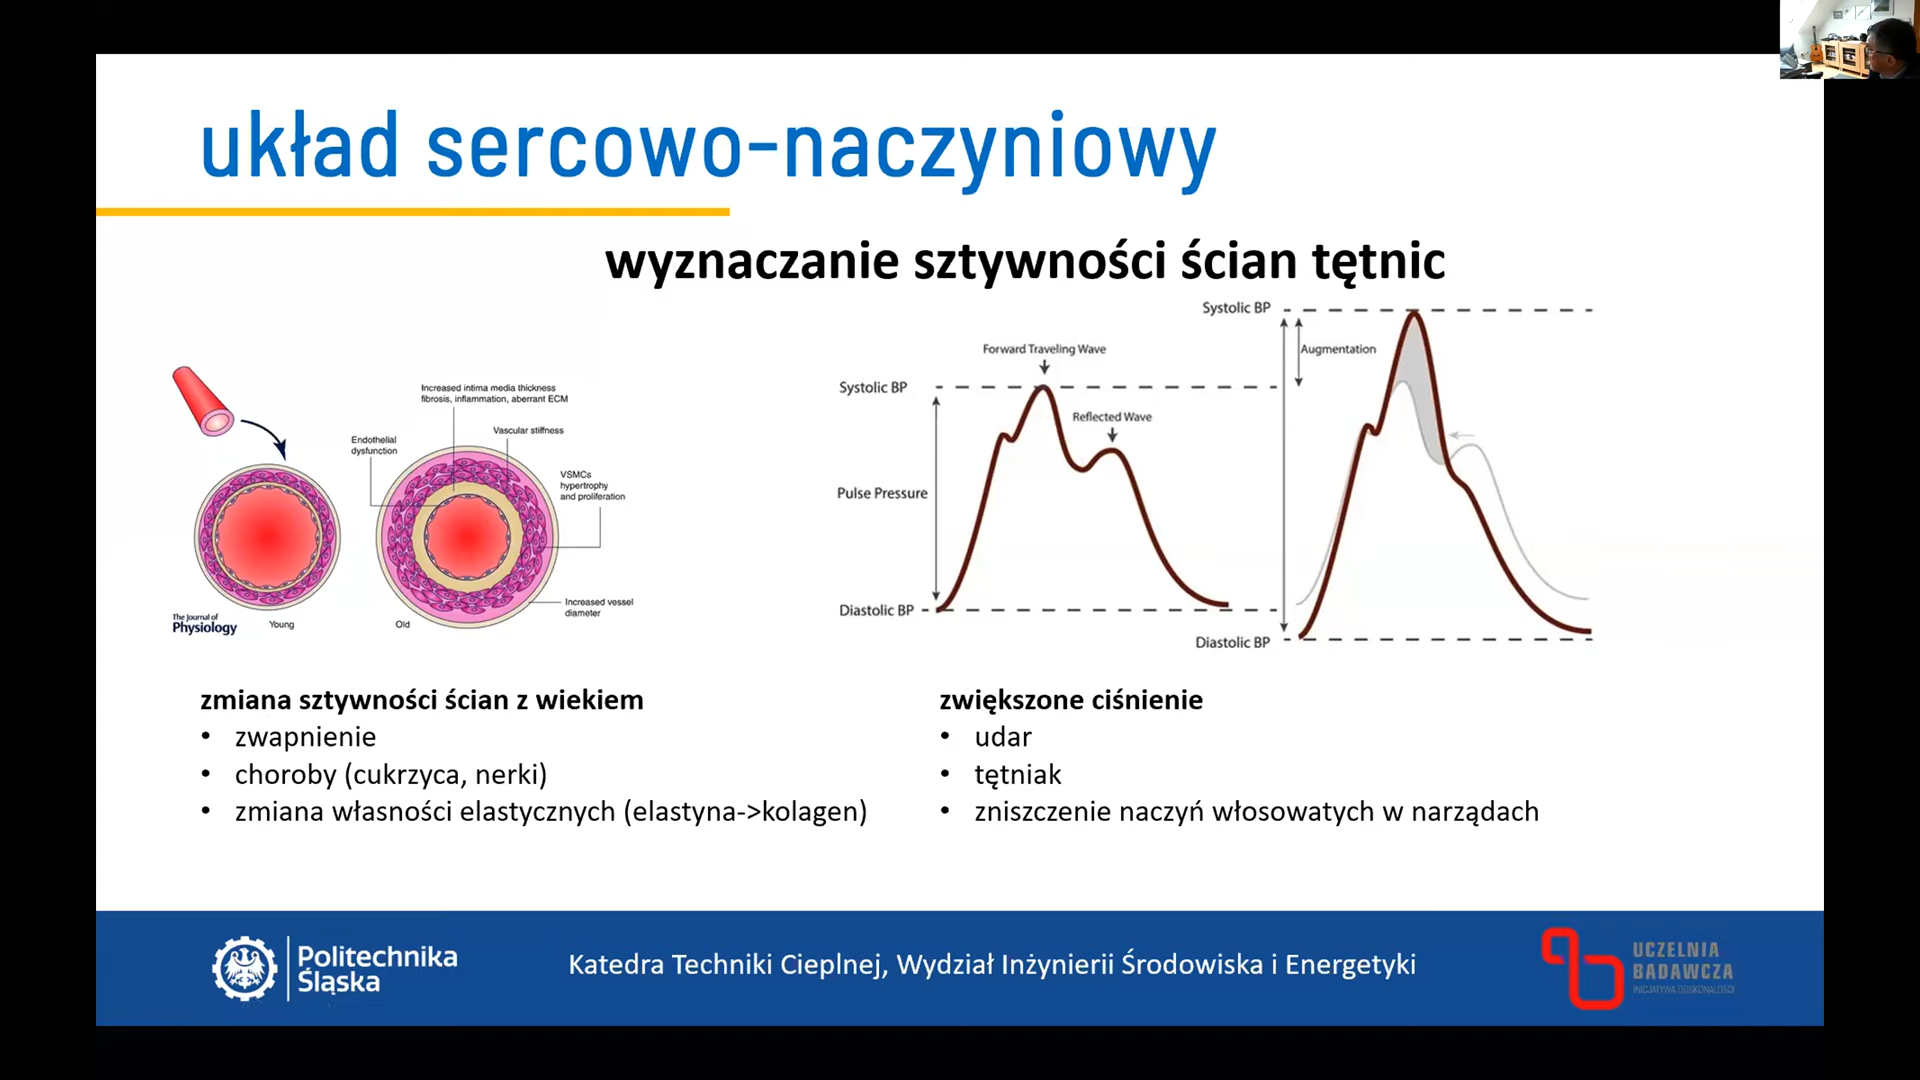 układ sercowo-naczyniowy
wyznaczanie sztywności ścian tętnic
Increased intima media thickness
fibrosis, inflammation, aberrant ECM
Vascular stiffness
Endothelial
dysfunction
VSMCs
hypertrophy
and proliferation
Increased vessel
diameter
The Journal of
Physiology
Young
Old
Forward Traveling Wave
Systolic BP
Reflected Wave
Pulse Pressure
Diastolic BP
Systolic BP
Augmentation
Diastolic BP
zmiana sztywności ścian z wiekiem
• zwapnienie
• choroby (cukrzyca, nerki)
• zmiana własności elastycznych (elastyna->kolagen)
zwiększone ciśnienie
• udar
• tętniak
• zniszczenie naczyń włosowatych w narządach
Politechnika
Śląska
Katedra Techniki Cieplnej, Wydział Inżynierii Środowiska i Energetyki
UCZELNIA
BADAWCZA
INICJATYWA DOSKONAŁOŚCI